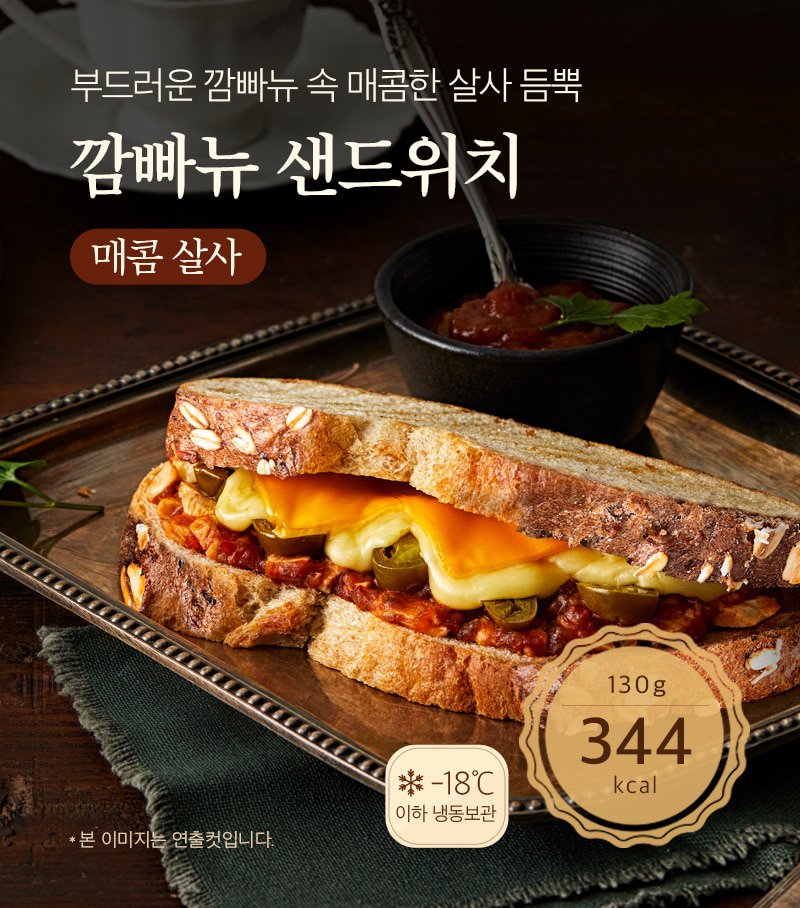 부드러운 깜빠뉴 속 매콤한 살사 듬뿍
깜빠뉴 샌드위치
매콤 살사
130g
344
kcal
-18℃
이하 냉동보관
* 본 이미지는 연출컷입니다.